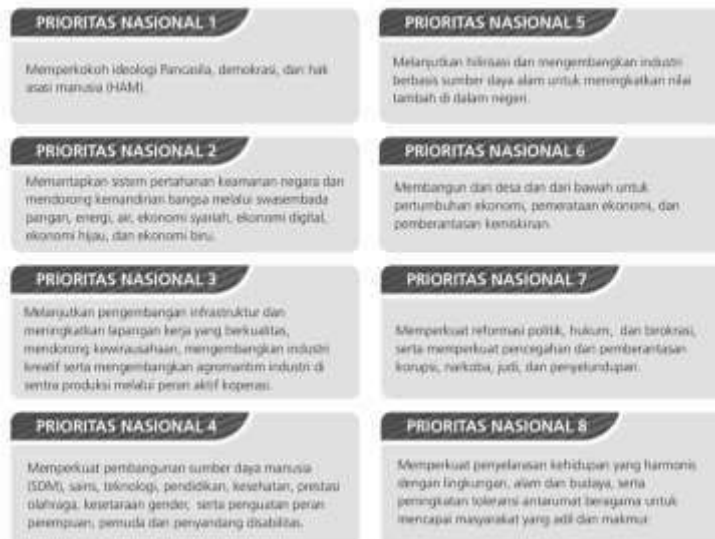 PRIORITAS NASIONAL 1
Memperkokoh ideologi Pancasila, demokrasi, dan hak
asasi manusia (HAM).
PRIORITAS NASIONAL 2
Memantapkan sistem pertahanan keamanan negara dan
mendorong kemandirian bangsa melalui swasembada
pangan, energi, air, ekonomi syariah, ekonomi digital,
ekonomi hijau, dan ekonomi biru.
PRIORITAS NASIONAL 3
Melanjutkan pengembangan infrastruktur dan
meningkatkan lapangan kerja yang berkualitas,
mendorong kewirausahaan, mengembangkan industri
kreatif serta mengembangkan agromaritim industri di
sentra produksi melalui peran aktif koperasi.
PRIORITAS NASIONAL 4
Memperkuat pembangunan sumber daya manusia
(SDM), sains, teknologi, pendidikan, kesehatan, prestasi
olahraga, kesetaraan gender, serta penguatan peran
perempuan, pemuda dan penyandang disabilitas.
PRIORITAS NASIONAL 5
Melanjutkan hilirisasi dan mengembangkan industri
berbasis sumber daya alam untuk meningkatkan nilai
tambah di dalam negeri.
PRIORITAS NASIONAL 6
Membangun dari desa dan dari bawah untuk
pertumbuhan ekonomi, pemerataan ekonomi, dan
pemberantasan kemiskinan.
PRIORITAS NASIONAL 7
Memperkuat reformasi politik, hukum, dan birokrasi,
serta memperkuat pencegahan dan pemberantasan
korupsi, narkoba, judi, dan penyelundupan.
PRIORITAS NASIONAL 8
Memperkuat penyelarasan kehidupan yang harmonis
dengan lingkungan, alam dan budaya, serta
peningkatan toleransi antarumat beragama untuk
mencapai masyarakat yang adil dan makmur.